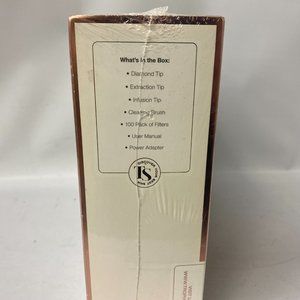 What's In the Box:
• Diamond Tip
• Extraction Tip
• Infusion Tip
• Cleaning Brush
• 100 Pack of Filters
• User Manual
• Power Adapter
TS